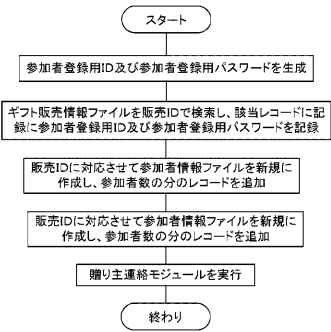 スタート
参加者登録用ID及び参加者登録用パスワードを生成
ギフト販売情報ファイルを販売IDで検索し、該当レコードに記
録に参加者登録用ID及び参加者登録用パスワードを記録
販売IDに対応させて参加者情報ファイルを新規に
作成し、参加者数の分のレコードを追加
販売IDに対応させて参加者情報ファイルを新規に
作成し、参加者数の分のレコードを追加
贈り主連絡モジュールを実行
終わり